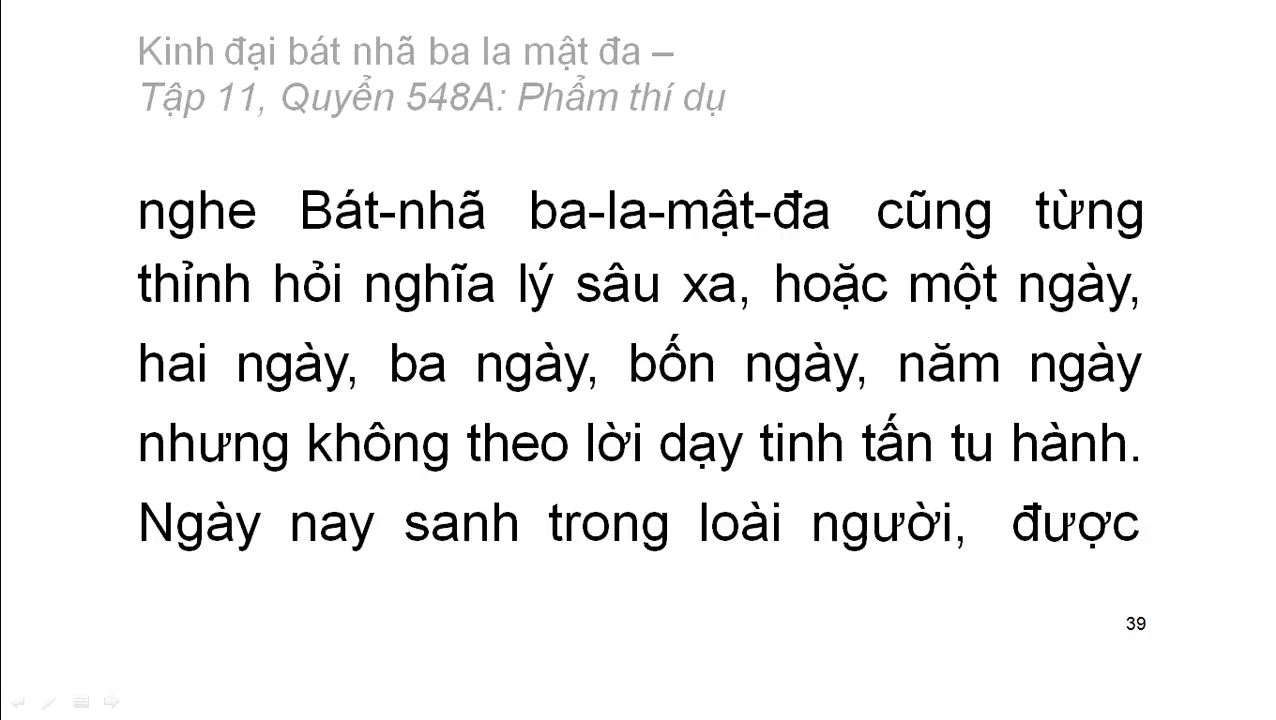 Kinh đại bát nhã ba la mật đa –
Tập 11, Quyển 548A: Phẩm thí dụ
nghe Bát-nhã ba-la-mật-đa cũng từng
thỉnh hỏi nghĩa lý sâu xa, hoặc một ngày,
hai ngày, ba ngày, bốn ngày, năm ngày
nhưng không theo lời dạy tinh tấn tu hành.
Ngày nay sanh trong loài người, được
39